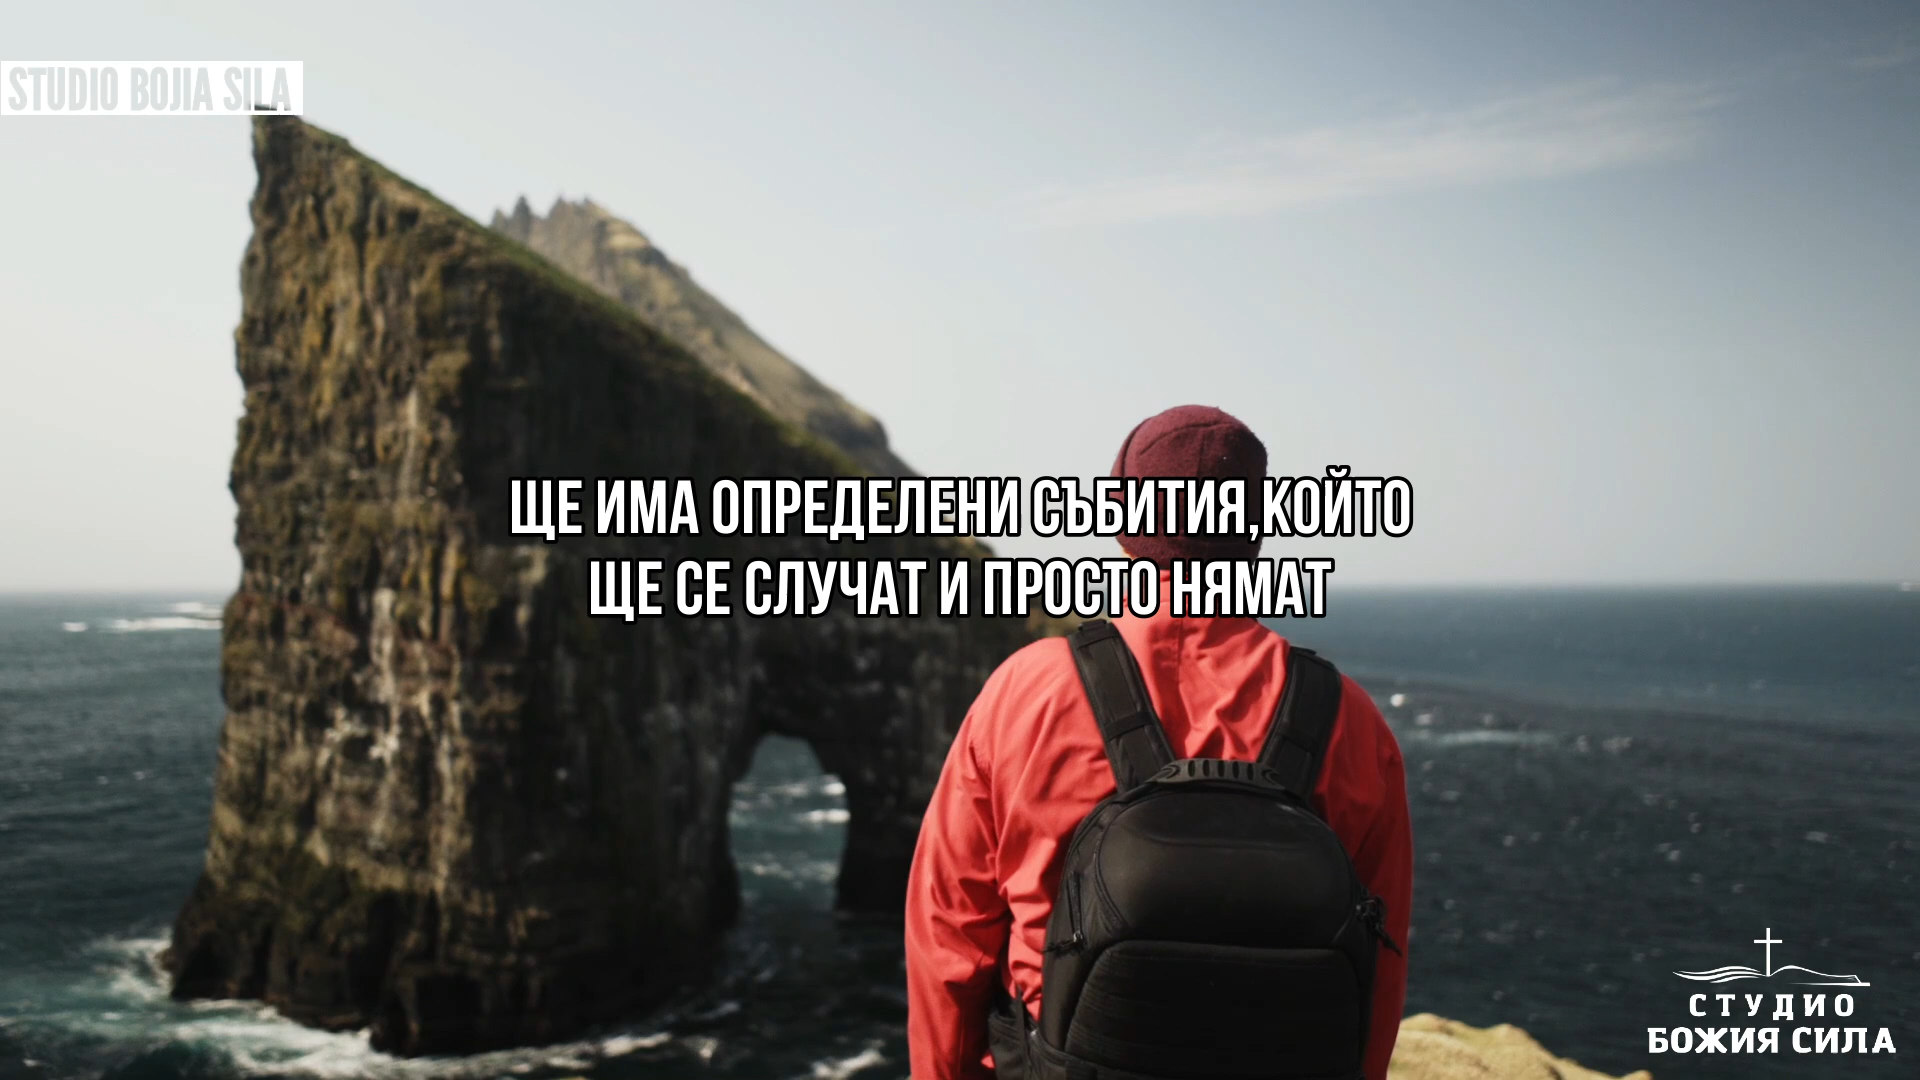 STUDIO BOJIA SILA
ЩЕ ИМА ОПРЕДЕЛЕНИ СЪБИТИЯ,КОЙТО
ЩЕ СЕ СЛУЧАТ И ПРОСТО НЯМАТ
СТУДИО
БОЖИЯ СИЛА